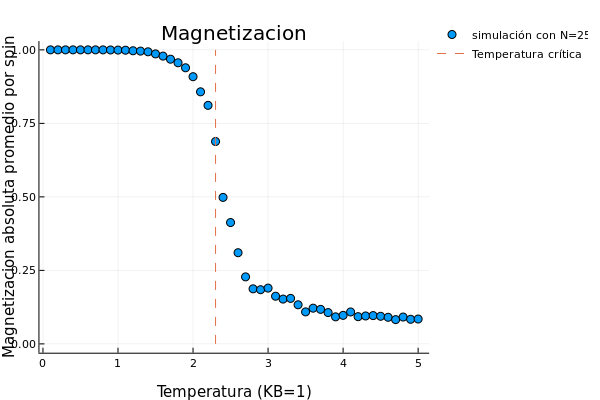 Magnetizacion
simulación con N=25
Temperatura crítica
Magnetizacion absoluta promedio por spin
1.00
0.75
0.50
0.25
0.00
0 1 2 3 4 5
Temperatura (KB=1)